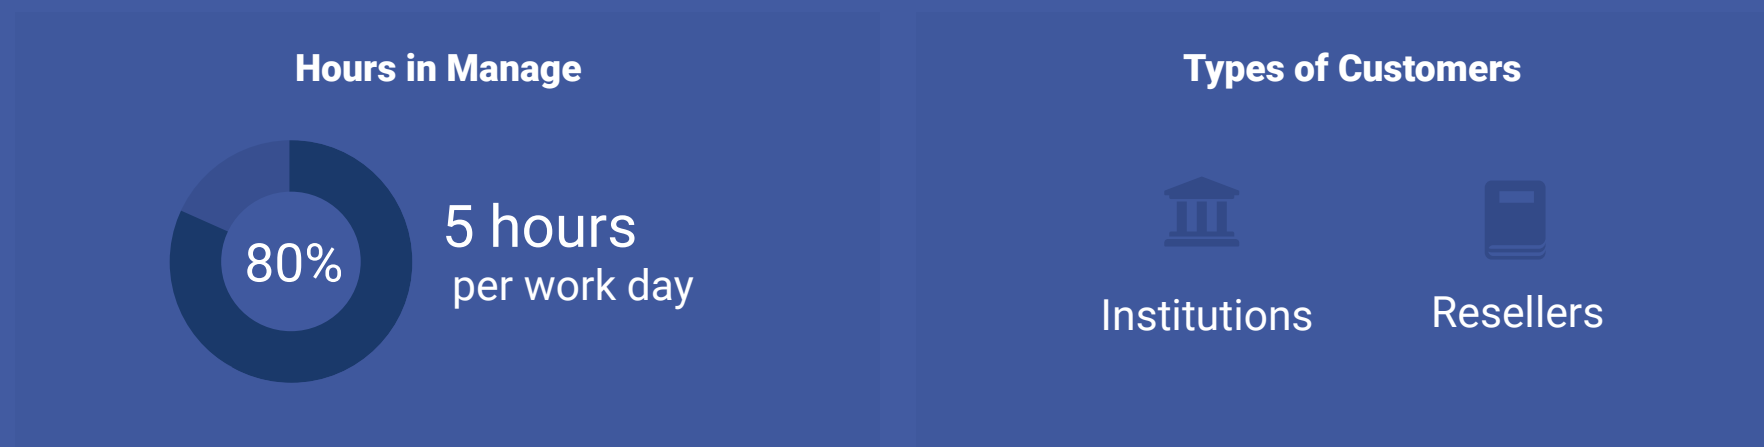 Hours in Manage
80%
5 hours
per work day
Types of Customers
Institutions
Resellers